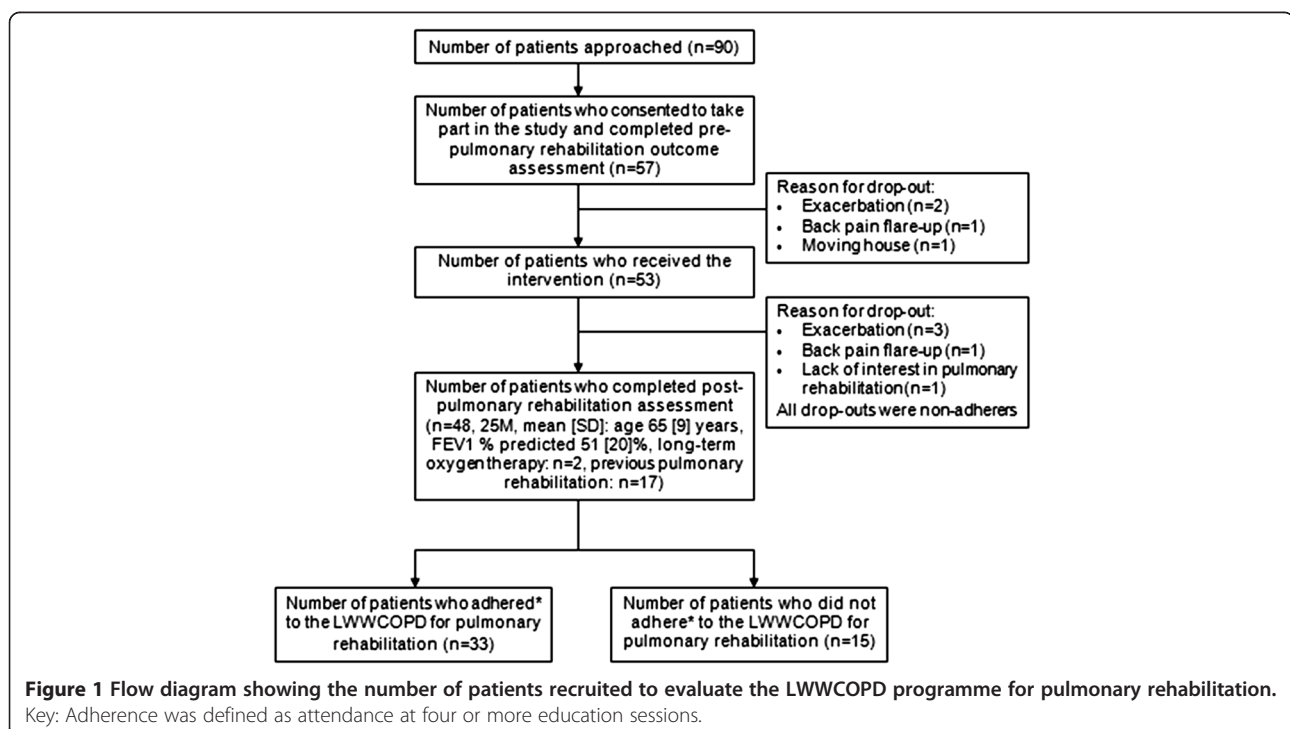 Number of patients approached (n=90)
Number of patients who consented to take
part in the study and completed pre-
pulmonary rehabilitation outcome
assessment (n=57)
Reason for drop-out:
• Exacerbation (n=2)
• Back pain flare-up (n=1)
• Moving house (n=1)
Number of patients who received the
intervention (n=53)
Reason for drop-out:
• Exacerbation (n=3)
• Back pain flare-up (n=1)
• Lack of interest in pulmonary
rehabilitation (n=1)
All drop-outs were non-adherers
Number of patients who completed post-
pulmonary rehabilitation assessment
(n=48, 25M, mean [SD]: age 65 [9] years,
FEV1 % predicted 51 [20]%, long-term
oxygen therapy: n=2, previous pulmonary
rehabilitation: n=17)
Number of patients who adhered*
to the LWWCOPD for pulmonary
rehabilitation (n=33)
Number of patients who did not
adhere* to the LWWCOPD for
pulmonary rehabilitation (n=15)
Figure 1 Flow diagram showing the number of patients recruited to evaluate the LWWCOPD programme for pulmonary rehabilitation.
Key: Adherence was defined as attendance at four or more education sessions.